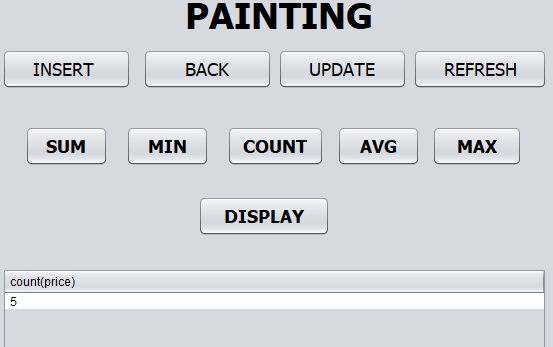 PAINTING
INSERT BACK UPDATE REFRESH
SUM MIN COUNT AVG MAX
DISPLAY
count(price)
5